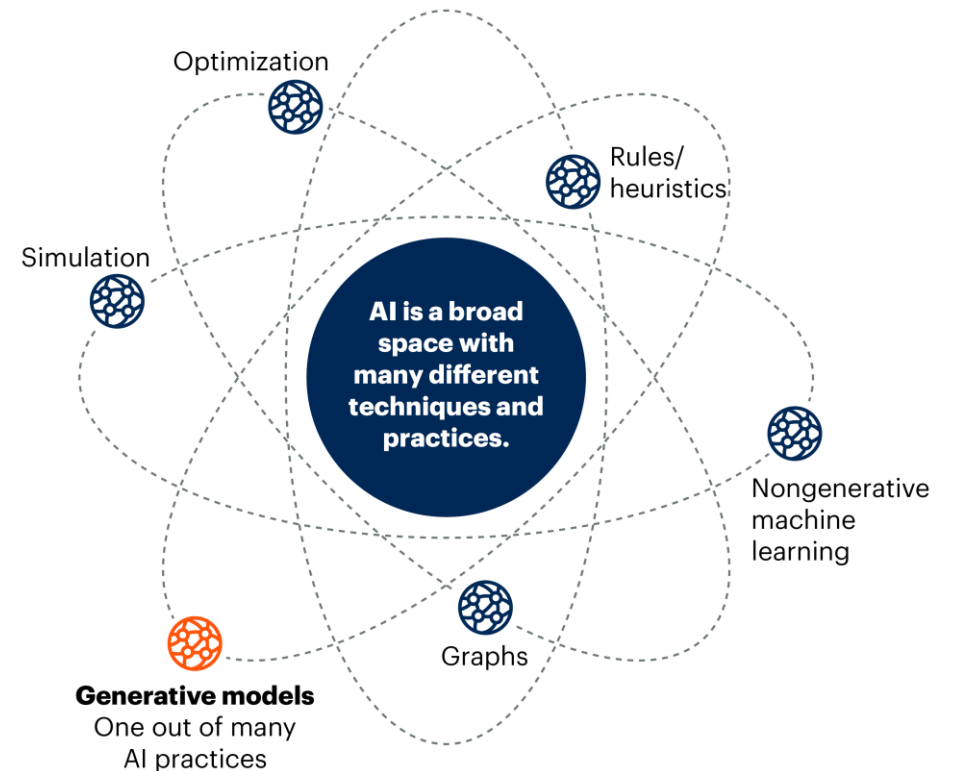 Optimization
Rules/
heuristics
Simulation
AI is a broad
space with
many different
techniques and
practices.
Nongenerative
machine
learning
Graphs
Generative models
One out of many
AI practices